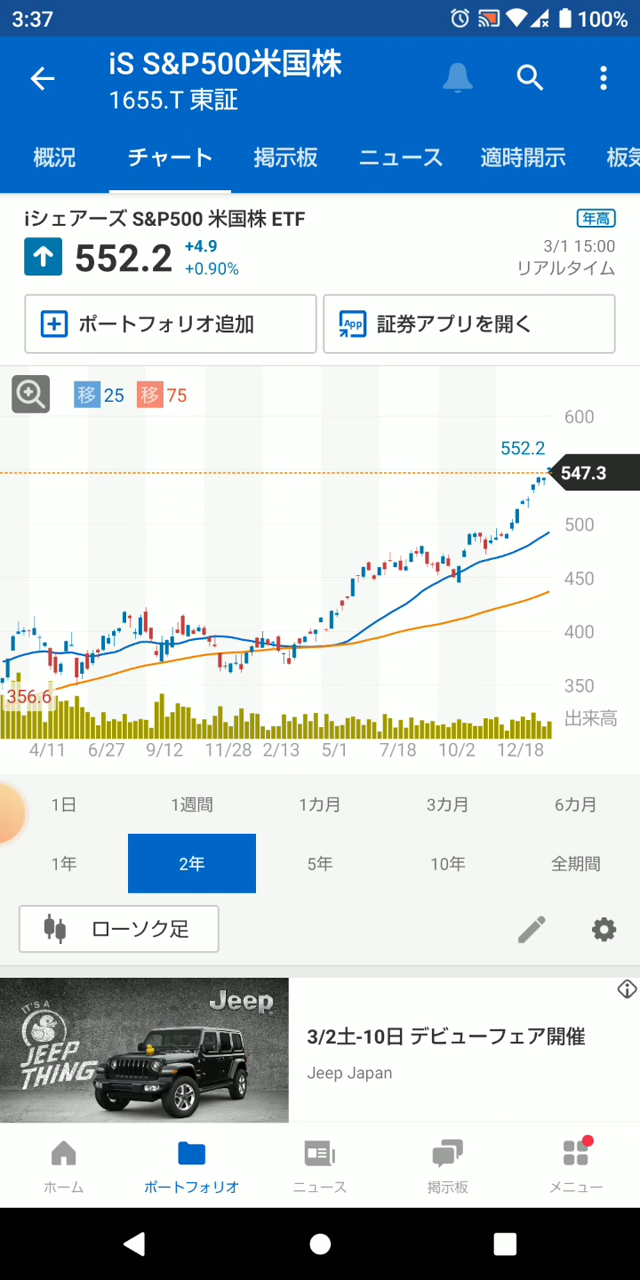 3:37
100%
iS S&P500米国株
1655.T 東証
概況 チャート 掲示板 ニュース 適時開示 板気
iシェアーズ S&P500 米国株 ETF
年高
552.2 +4.9
+0.90%
3/1 15:00
リアルタイム
ポートフォリオ追加
App 証券アプリを開く
移 25 移 75
600
552.2
547.3
500
450
400
350
356.6
出来高
4/11 6/27 9/12 11/28 2/13 5/1 7/18 10/2 12/18
1日 1週間 1カ月 3カ月 6カ月
1年 2年 5年 10年 全期間
ローソク足
Jeep
IT'S A
JEEP
THING
3/2土-10日 デビューフェア開催
Jeep Japan
ホーム ポートフォリオ ニュース 掲示板 メニュー